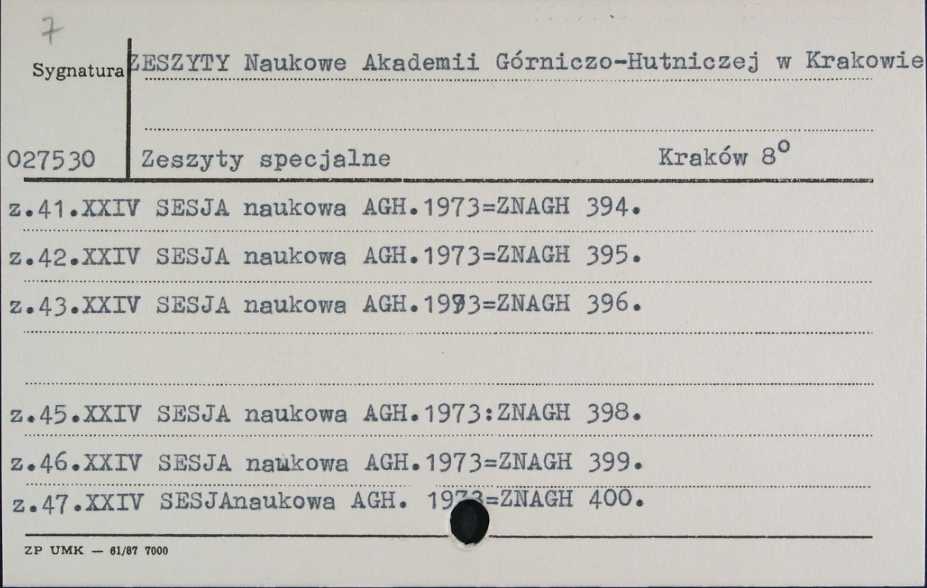 7
Sygnatura ZESZYTY Naukowe Akademii Górniczo-Hutniczej w Krakowie
027530 Zeszyty specjalne Kraków 8º
z.41.XXIV SESJA naukowa AGH.1973=ZNAGH 394.
z.42.XXIV SESJA naukowa AGH.1973=ZNAGH 395.
z.43.XXIV SESJA naukowa AGH.1973=ZNAGH 396.
z.45.XXIV SESJA naukowa AGH.1973:ZNAGH 398.
z.46.XXIV SESJA naukowa AGH.1973=ZNAGH 399.
z.47.XXIV SESJAnaukowa AGH. 1973=ZNAGH 400.
ZP UMK — 61/67 7000